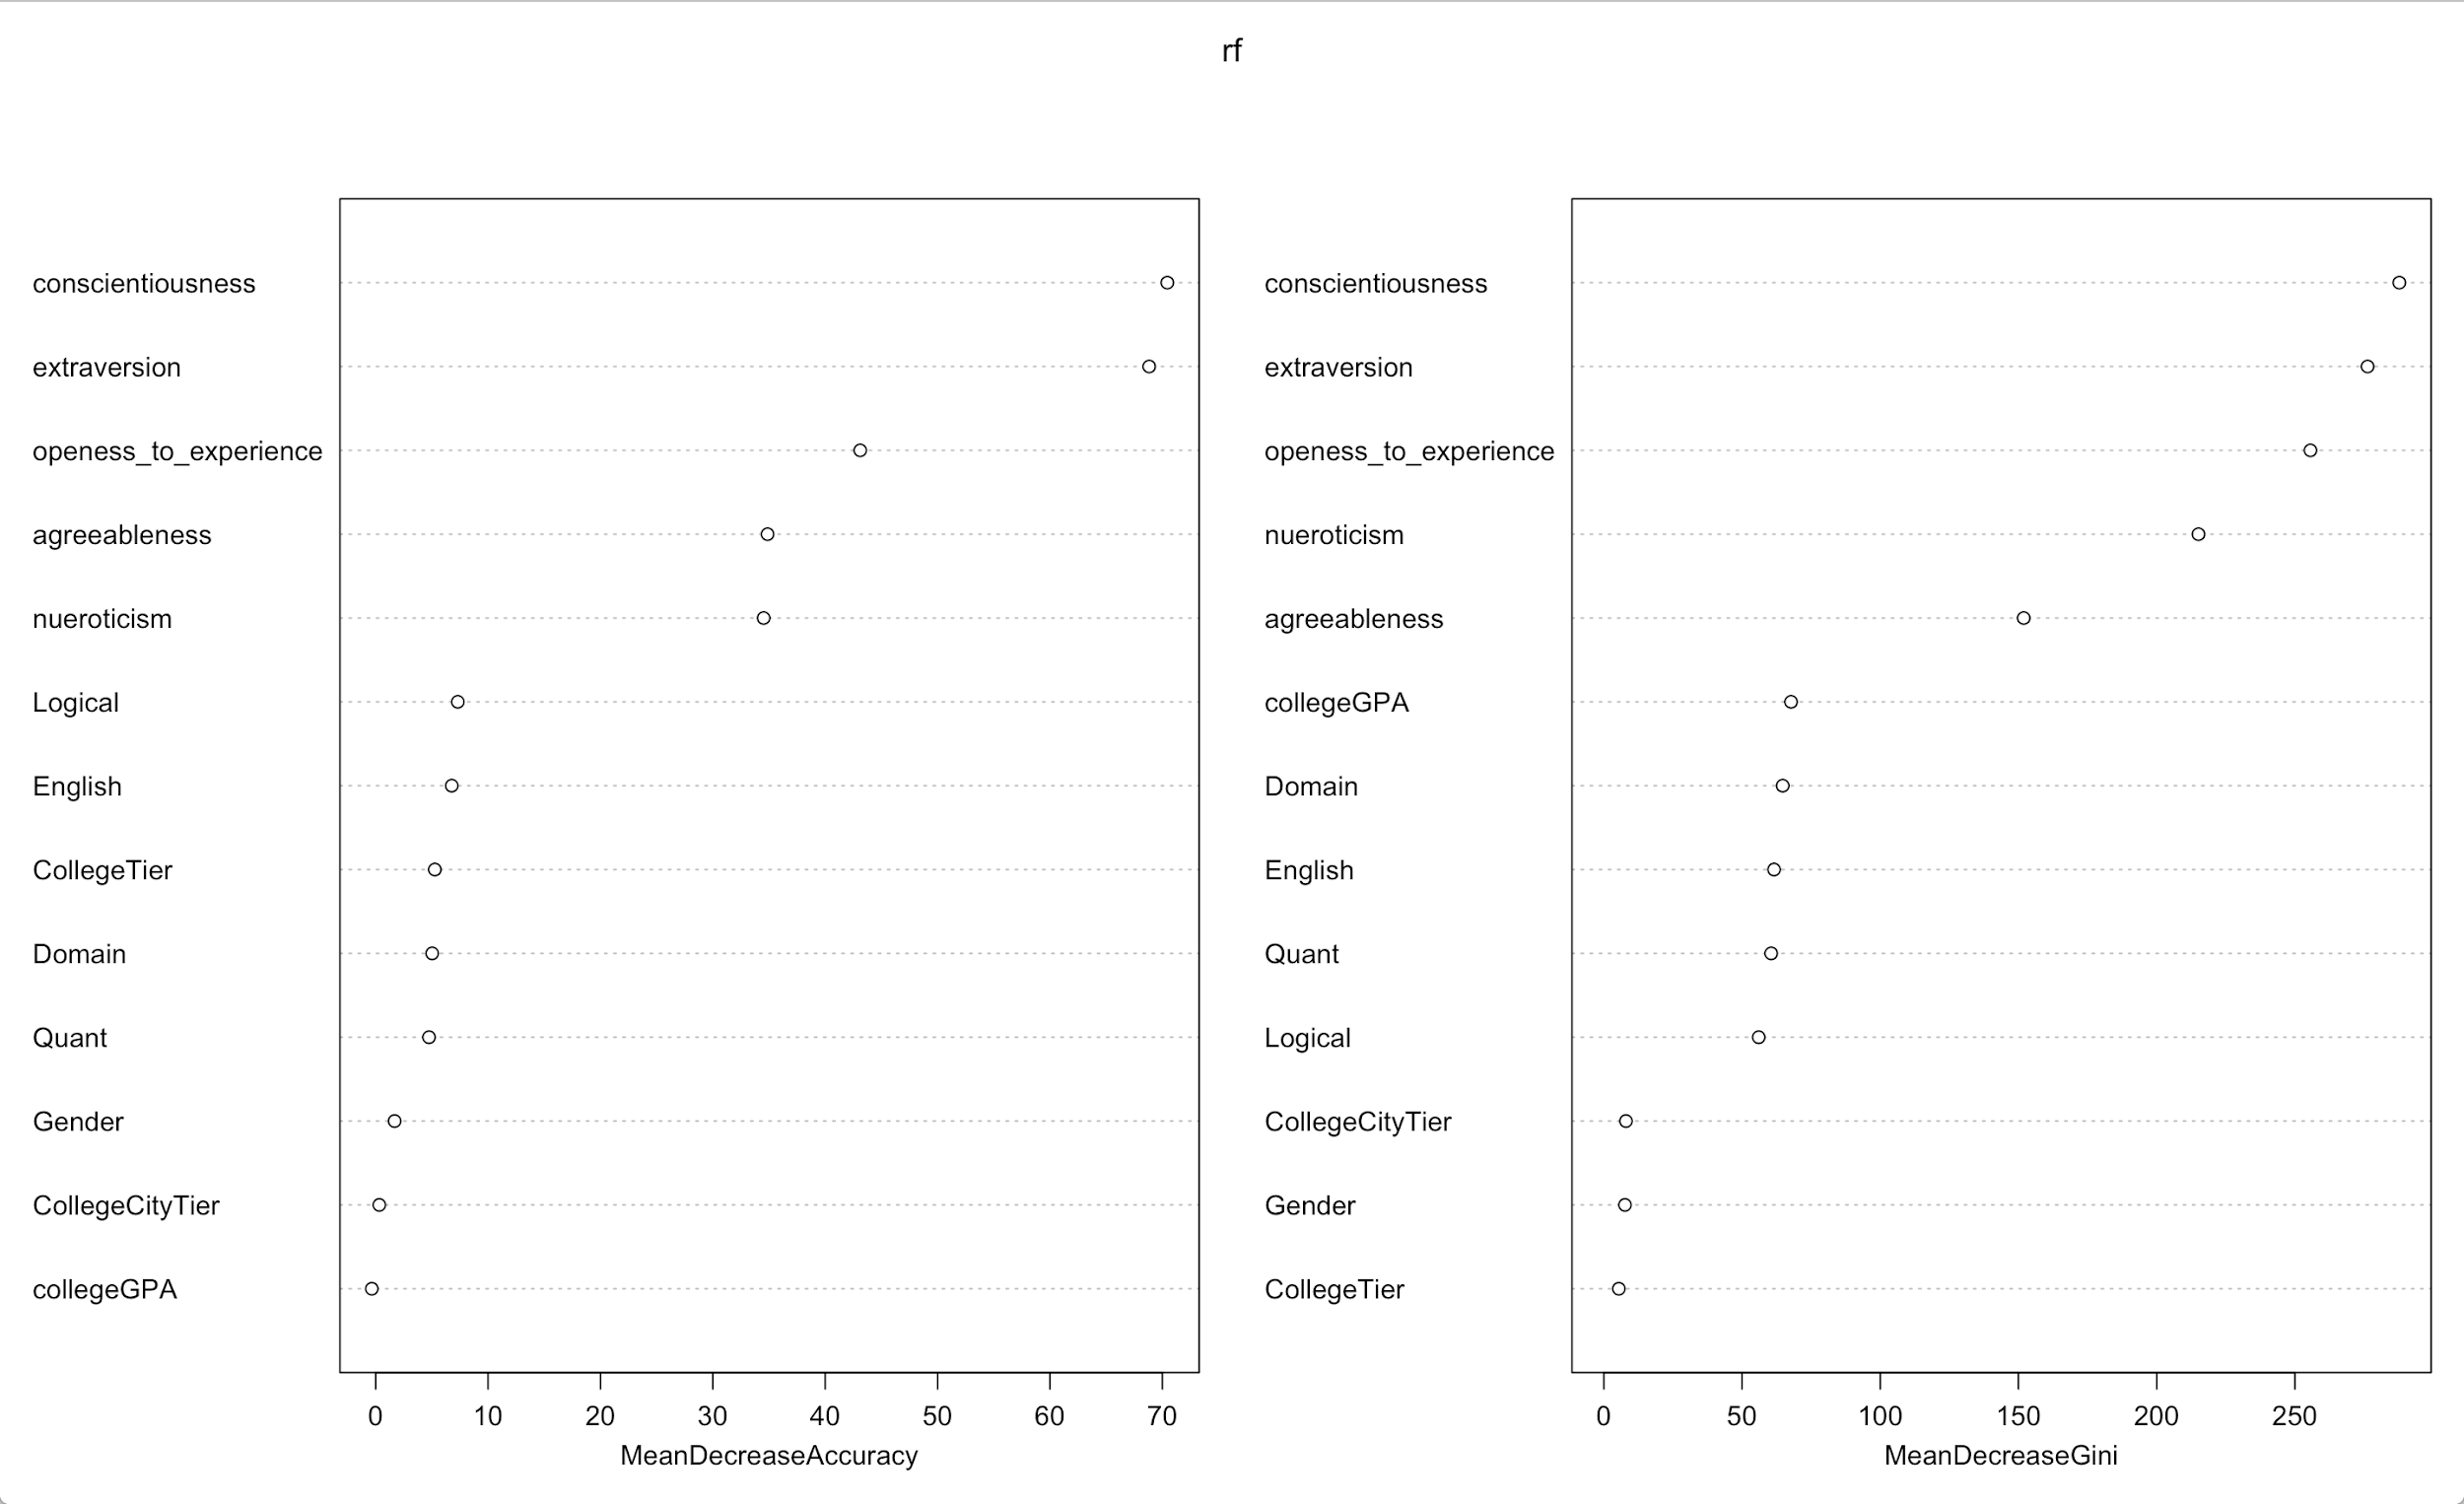 rf
conscientiousness
extraversion
openess_to_experience
agreeableness
nueroticism
Logical
English
CollegeTier
Domain
Quant
Gender
CollegeCityTier
collegeGPA
0 10 20 30 40 50 60 70
MeanDecreaseAccuracy
conscientiousness
extraversion
openess_to_experience
nueroticism
agreeableness
collegeGPA
Domain
English
Quant
Logical
CollegeCityTier
Gender
CollegeTier
0 50 100 150 200 250
MeanDecreaseGini